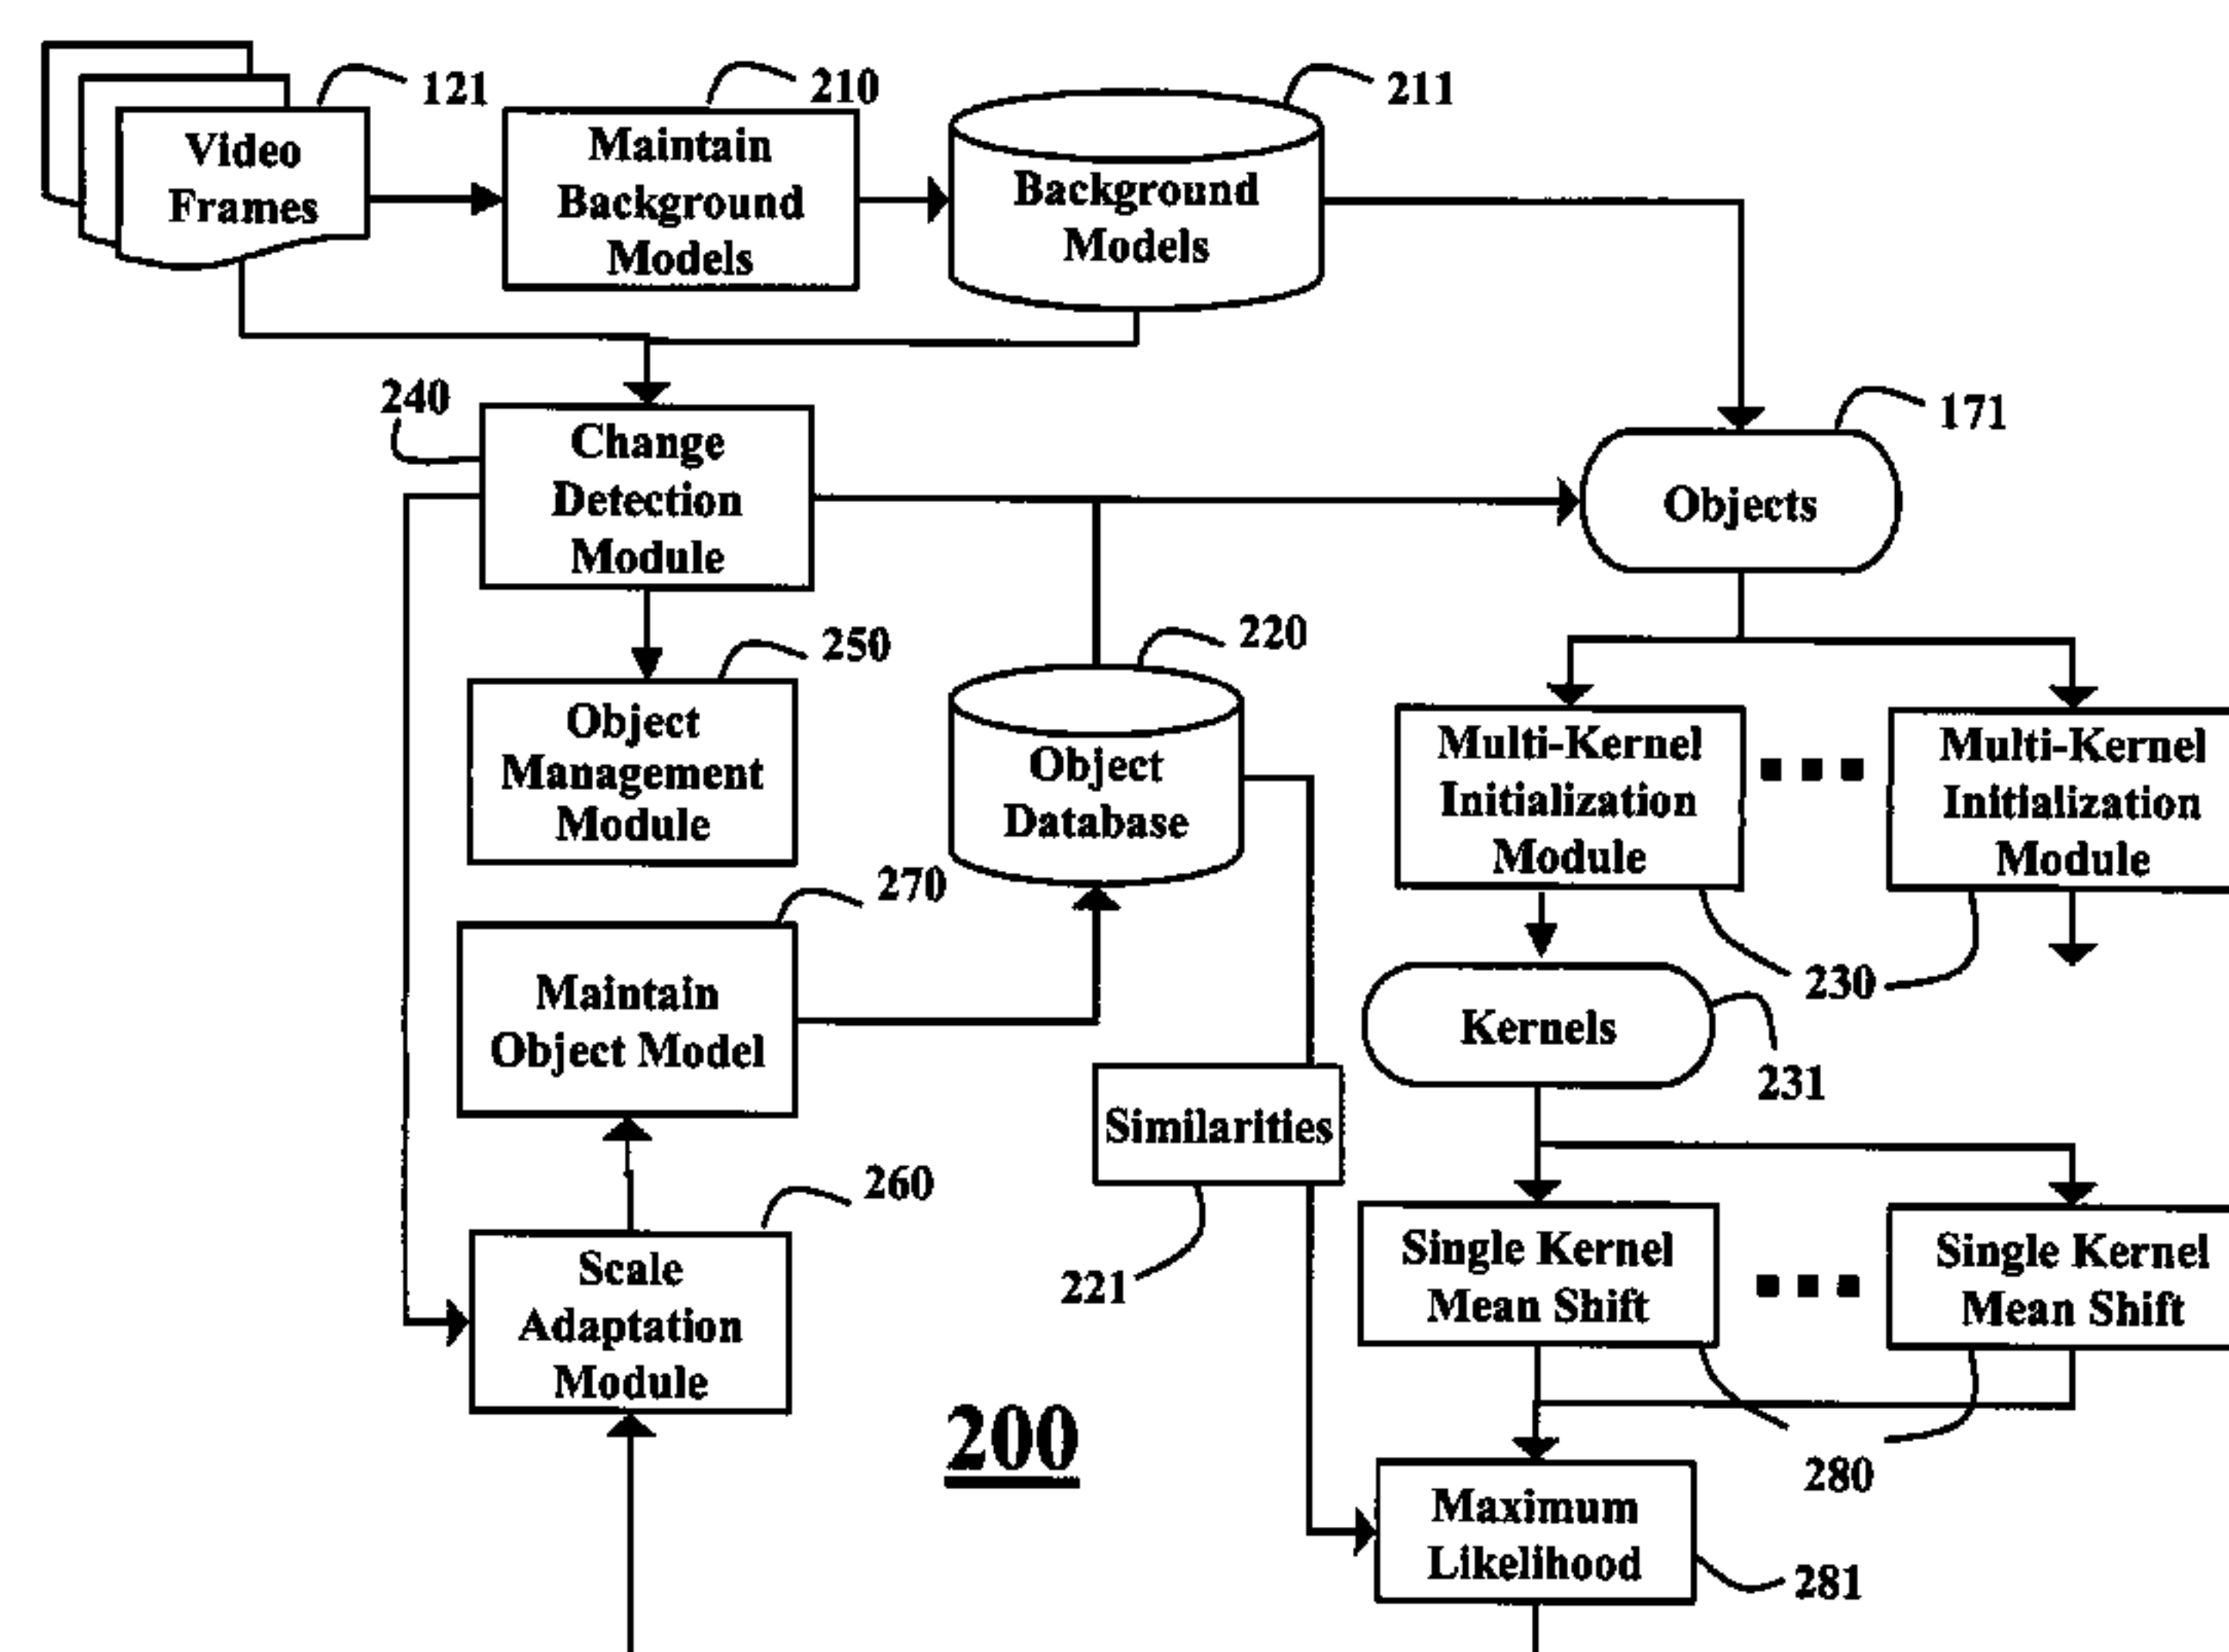 121
210
211
Video
Frames
Maintain
Background
Models
Background
Models
240
171
Change
Detection
Module
Objects
250
220
Object
Management
Module
Object
Database
Multi-Kernel
Initialization
Module
Multi-Kernel
Initialization
Module
270
230
Maintain
Object Model
Kernels
231
Similarities
260
221
Single Kernel
Mean Shift
Single Kernel
Mean Shift
Scale
Adaptation
Module
200
280
Maximum
Likelihood
281